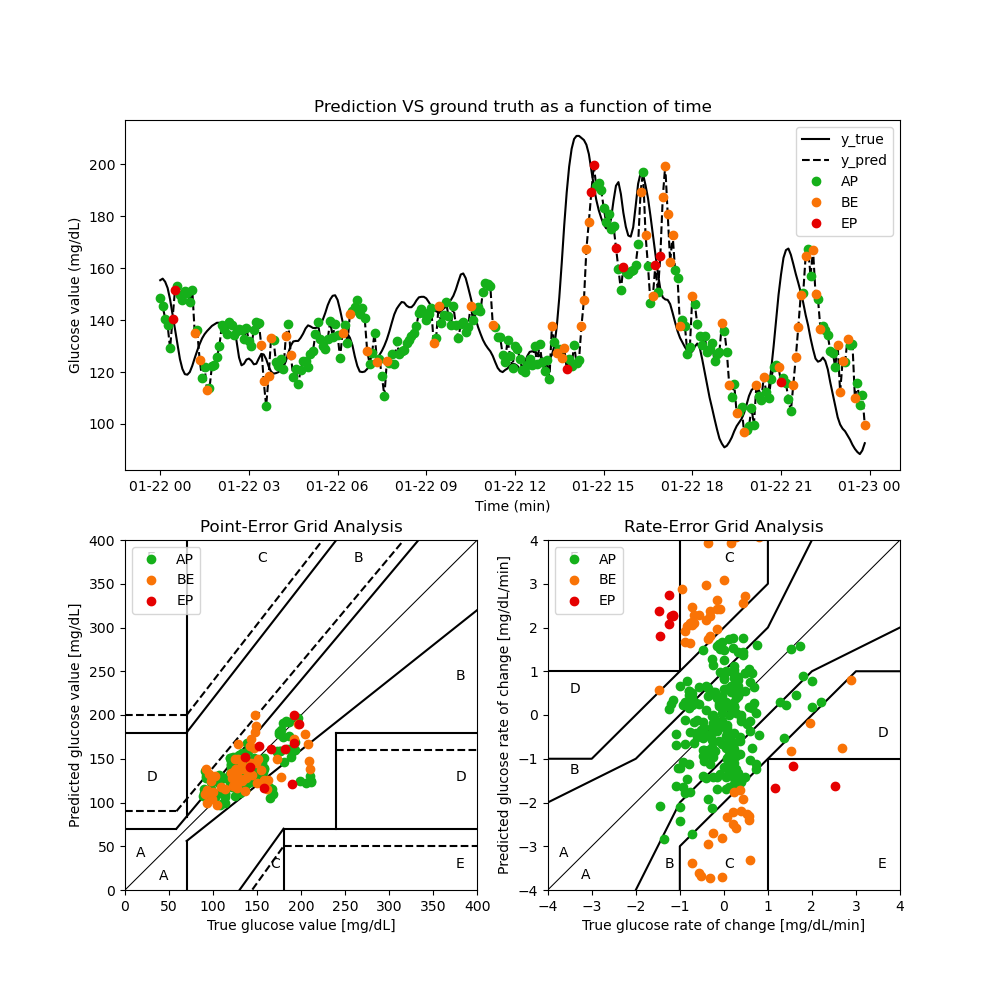 Prediction VS ground truth as a function of time
Glucose value (mg/dL)
200
180
160
140
120
100
y_true
y_pred
AP
BE
EP
01-22 00
01-22 03
01-22 06
01-22 09
01-22 12
01-22 15
01-22 18
01-22 21
01-23 00
Time (min)
Point-Error Grid Analysis
Predicted glucose value [mg/dL]
400
350
300
250
200
150
100
50
0
AP
BE
EP
C
B
B
D
D
A
A
C
E
0
50
100
150
200
250
300
350
400
True glucose value [mg/dL]
Rate-Error Grid Analysis
Predicted glucose rate of change [mg/dL/min]
4
3
2
1
0
−1
−2
−3
−4
AP
BE
EP
C
D
D
B
A
A
B
C
E
−4
−3
−2
−1
0
1
2
3
4
True glucose rate of change [mg/dL/min]